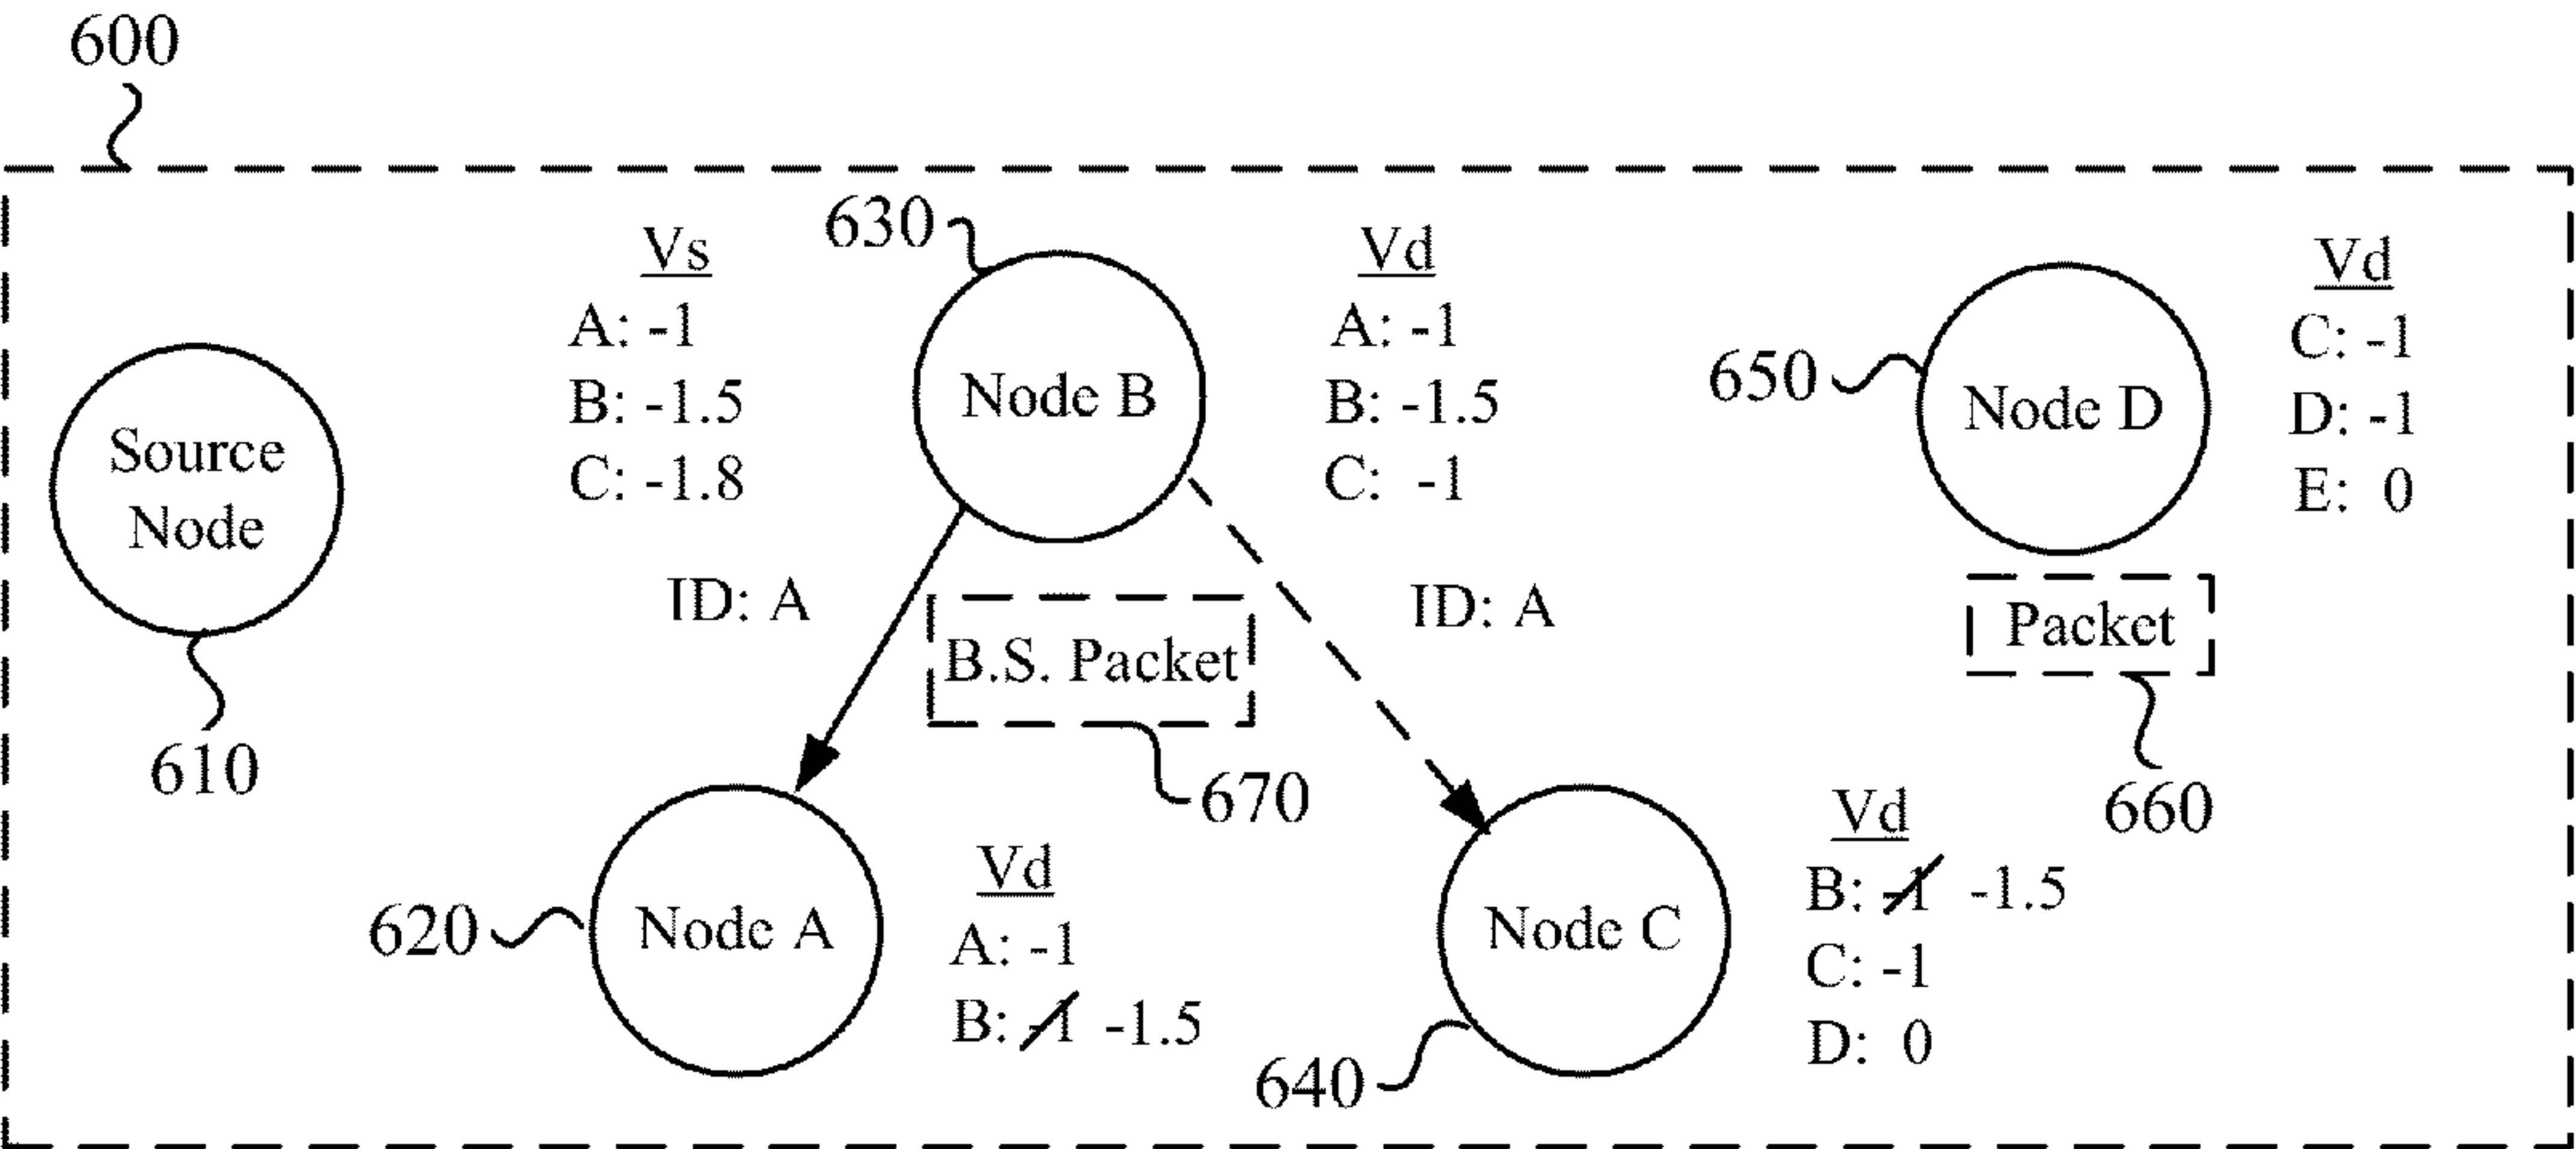 600
630
Vs
A: -1
B: -1.5
C: -1.8
Node B
Vd
A: -1
B: -1.5
C: -1
650
Node D
Vd
C: -1
D: -1
E: 0
Source
Node
610
ID: A
B.S. Packet
670
ID: A
Packet
660
620
Node A
Vd
A: -1
B: -1 -1.5
640
Node C
Vd
B: -1 -1.5
C: -1
D: 0